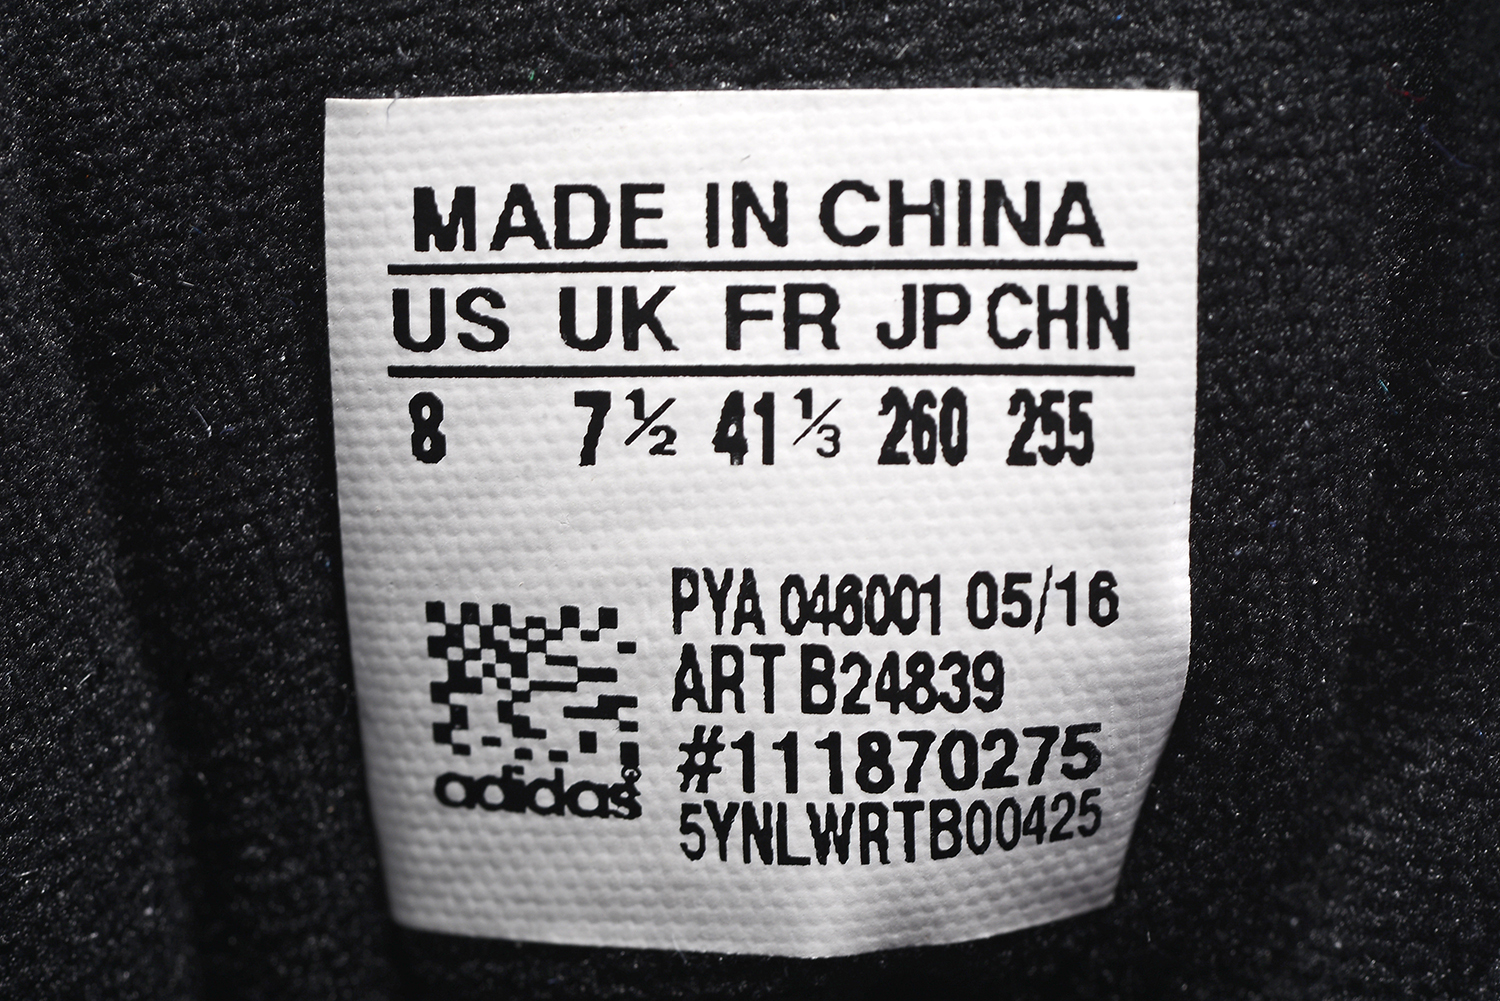 MADE IN CHINA
US UK FR JP CHN
8 7½ 41⅓ 260 255
PYA 046001 05/16
ART B24839
#111870275
5YNLWRTB00425
adidas